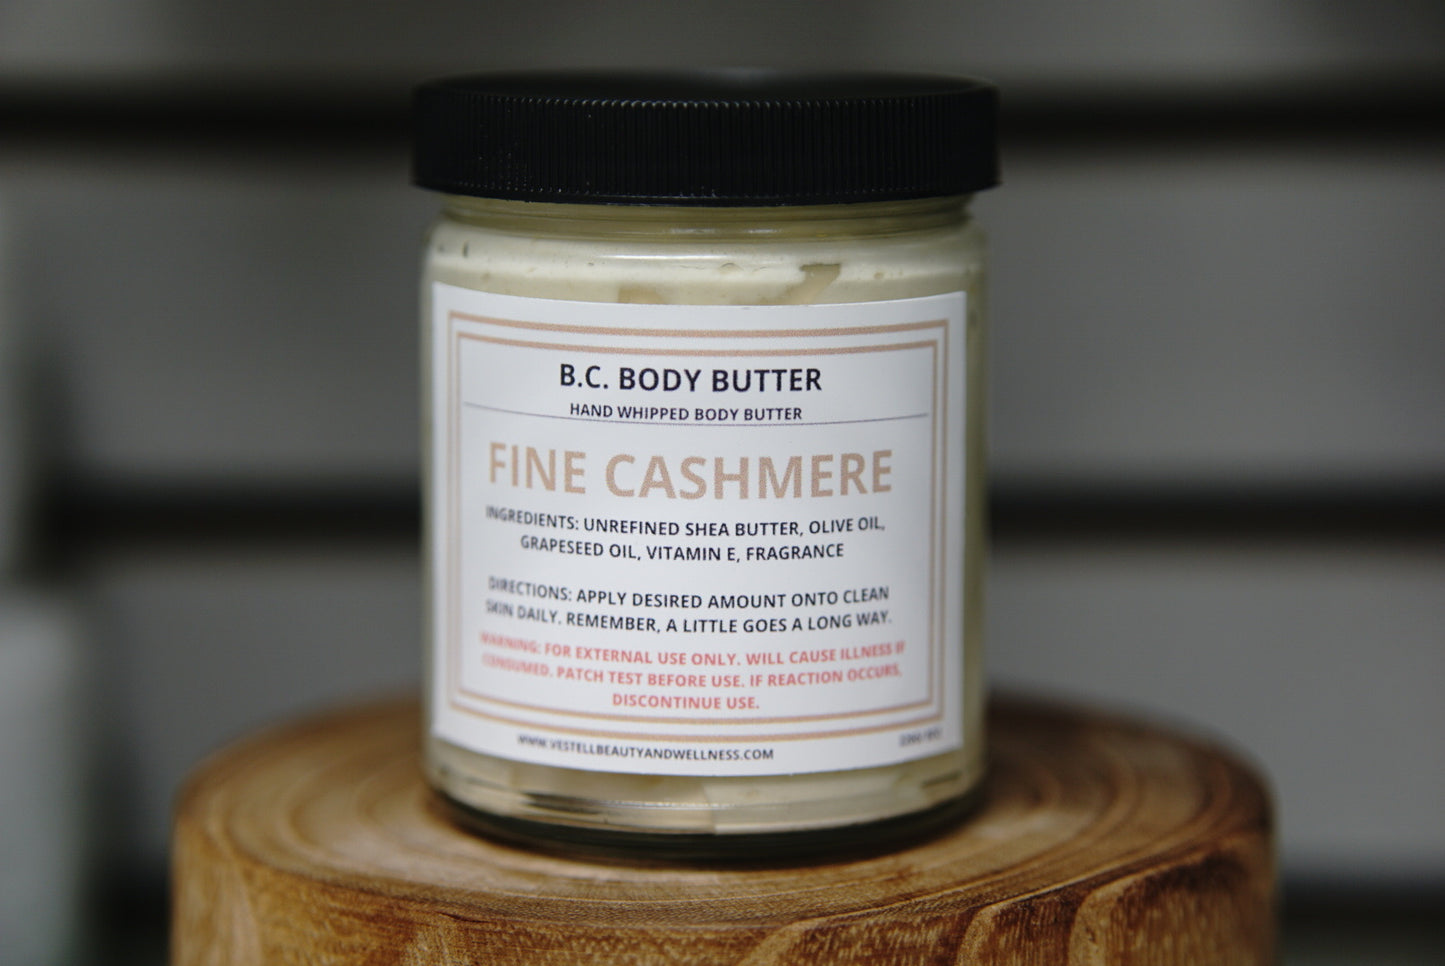 B.C. BODY BUTTER
HAND WHIPPED BODY BUTTER
FINE CASHMERE
INGREDIENTS: UNREFINED SHEA BUTTER, OLIVE OIL,
GRAPESEED OIL, VITAMIN E, FRAGRANCE
DIRECTIONS: APPLY DESIRED AMOUNT ONTO CLEAN
SKIN DAILY. REMEMBER, A LITTLE GOES A LONG WAY.
WARNING: FOR EXTERNAL USE ONLY. WILL CAUSE ILLNESS IF
CONSUMED. PATCH TEST BEFORE USE. IF REACTION OCCURS,
DISCONTINUE USE.
WWW.VESTELLBEAUTYANDWELLNESS.COM